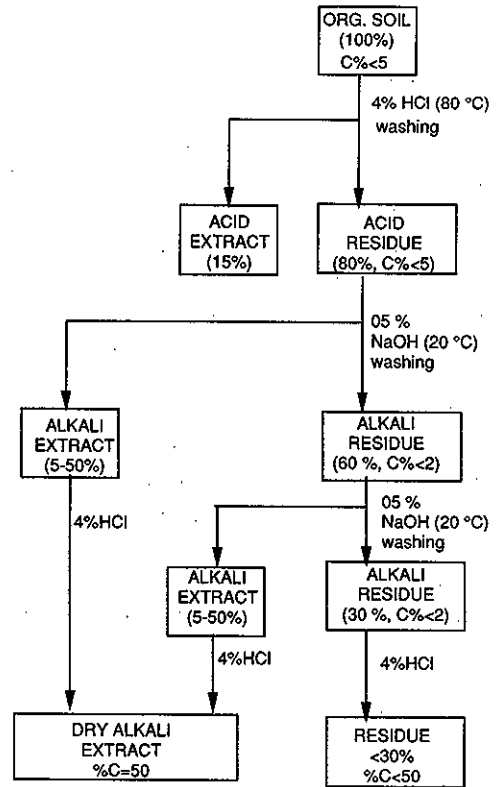 ORG. SOIL
(100%)
C%<5
4% HCl (80 °C)
washing
ACID
EXTRACT
(15%)
ACID
RESIDUE
(80%, C%<5)
05 %
NaOH (20 °C)
washing
ALKALI
EXTRACT
(5-50%)
ALKALI
RESIDUE
(60 %, C%<2)
4%HCl
05 %
NaOH (20 °C)
washing
ALKALI
EXTRACT
(5-50%)
ALKALI
RESIDUE
(30 %, C%<2)
4%HCl
4%HCl
DRY ALKALI
EXTRACT
%C=50
RESIDUE
<30%
%C<50